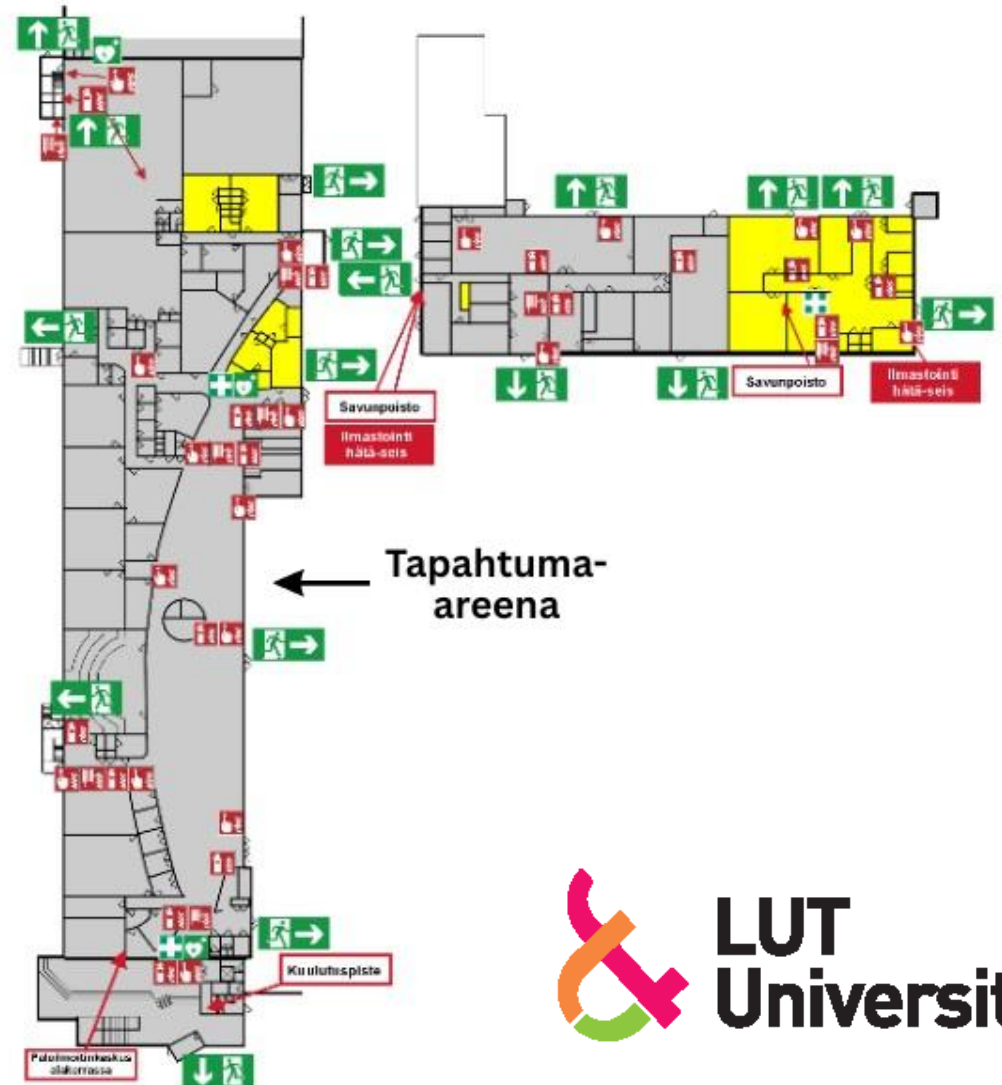 Savunpoisto
Ilmastointi
hätä-seis
Savunpoisto
Ilmastointi
hätä-seis
Tapahtuma-
areena
Kuulutuspiste
Paloilmoitinkeskus
alakerrassa
LUT
Universit